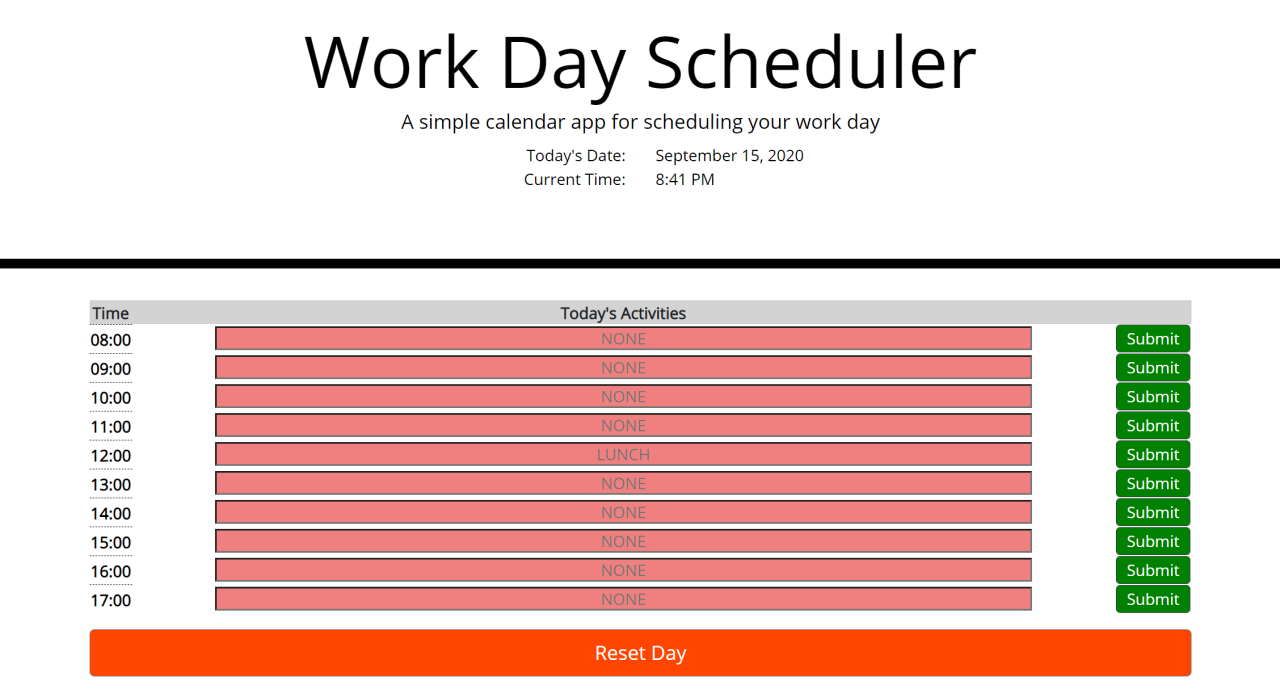 Work Day Scheduler
A simple calendar app for scheduling your work day
Today's Date: September 15, 2020
Current Time: 8:41 PM
Time Today's Activities
08:00 NONE Submit
09:00 NONE Submit
10:00 NONE Submit
11:00 NONE Submit
12:00 LUNCH Submit
13:00 NONE Submit
14:00 NONE Submit
15:00 NONE Submit
16:00 NONE Submit
17:00 NONE Submit
Reset Day